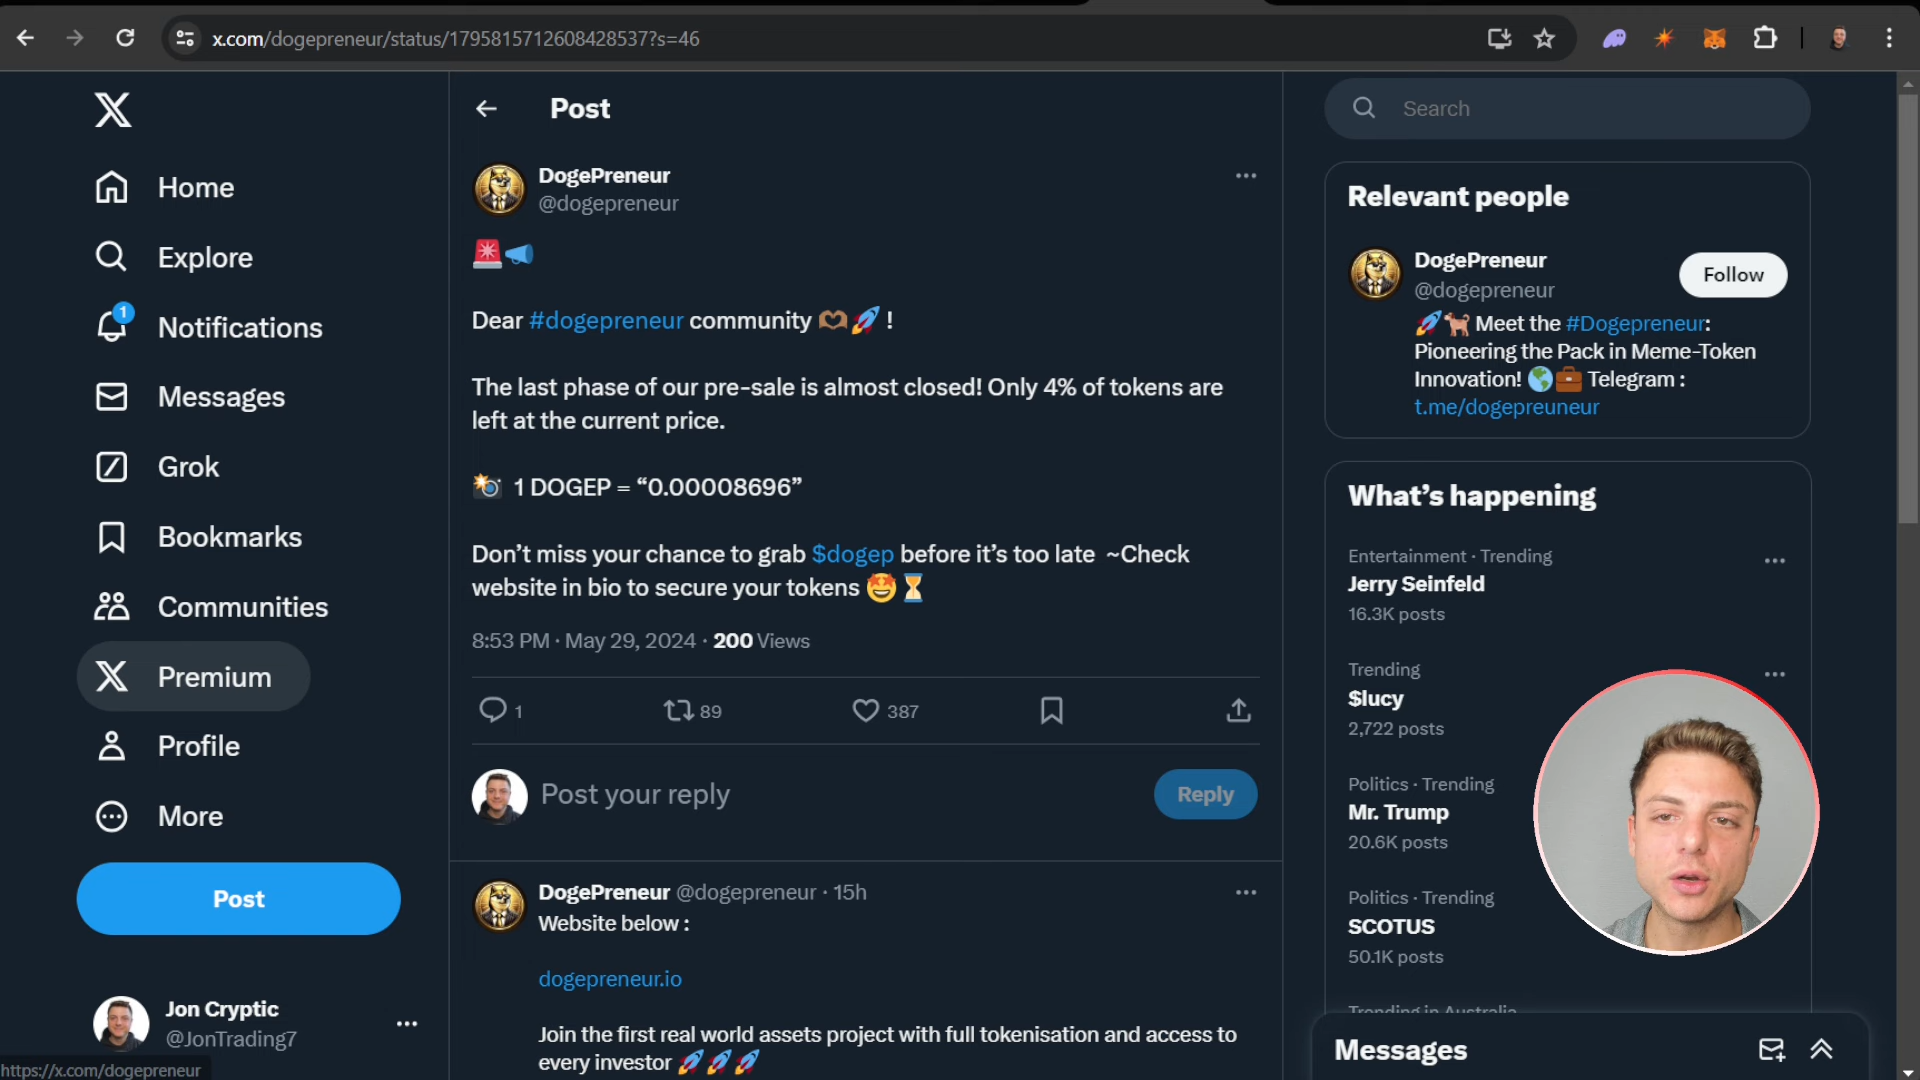 x.com/dogepreneur/status/1795815712608428537?s=46
Home
Explore
1
Notifications
Messages
Grok
Bookmarks
Communities
Premium
Profile
More
Post
Jon Cryptic
@JonTrading7
https://x.com/dogepreneur
Post
DogePreneur
@dogepreneur
Dear #dogepreneur community 🫶🏾🚀 !
The last phase of our pre-sale is almost closed! Only 4% of tokens are
left at the current price.
📸 1 DOGEP = “0.00008696”
Don’t miss your chance to grab $dogep before it’s too late ~Check
website in bio to secure your tokens 🤩⏳
8:53 PM · May 29, 2024 · 200 Views
1
89
387
Post your reply
Reply
DogePreneur @dogepreneur · 15h
Website below :
dogepreneur.io
Join the first real world assets project with full tokenisation and access to
every investor 🚀🚀🚀
Search
Relevant people
DogePreneur
@dogepreneur
Follow
🚀🐕 Meet the #Dogepreneur:
Pioneering the Pack in Meme-Token
Innovation! 🌎💼 Telegram :
t.me/dogepreuneur
What’s happening
Entertainment · Trending
Jerry Seinfeld
16.3K posts
Trending
$lucy
2,722 posts
Politics · Trending
Mr. Trump
20.6K posts
Politics · Trending
SCOTUS
50.1K posts
Trending in Australia
Messages